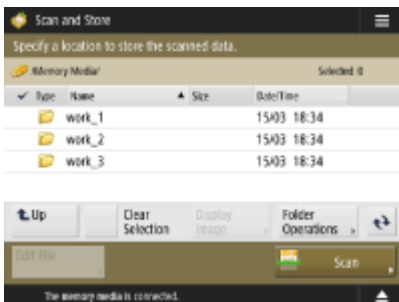 Scan and Store
Specify a location to store the scanned data.
/Memory Media/ Selected: 0
Type Name Size Date/Time
work_1 15/03 18:34
work_2 15/03 18:34
work_3 15/03 18:34
Up Clear Selection Display Image Folder Operations
Edit File Scan
The memory media is connected.